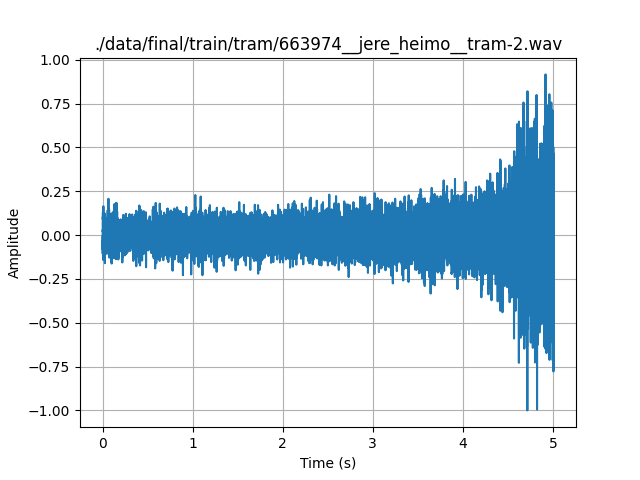 ./data/final/train/tram/663974__jere_heimo__tram-2.wav
1.00
0.75
0.50
0.25
0.00
−0.25
−0.50
−0.75
−1.00
Amplitude
0 1 2 3 4 5
Time (s)